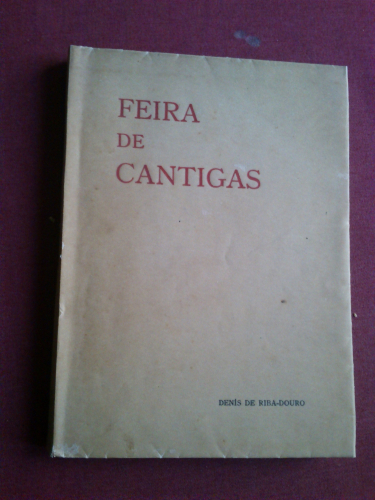 FEIRA
DE
CANTIGAS
DENÍS DE RIBA-DOURO